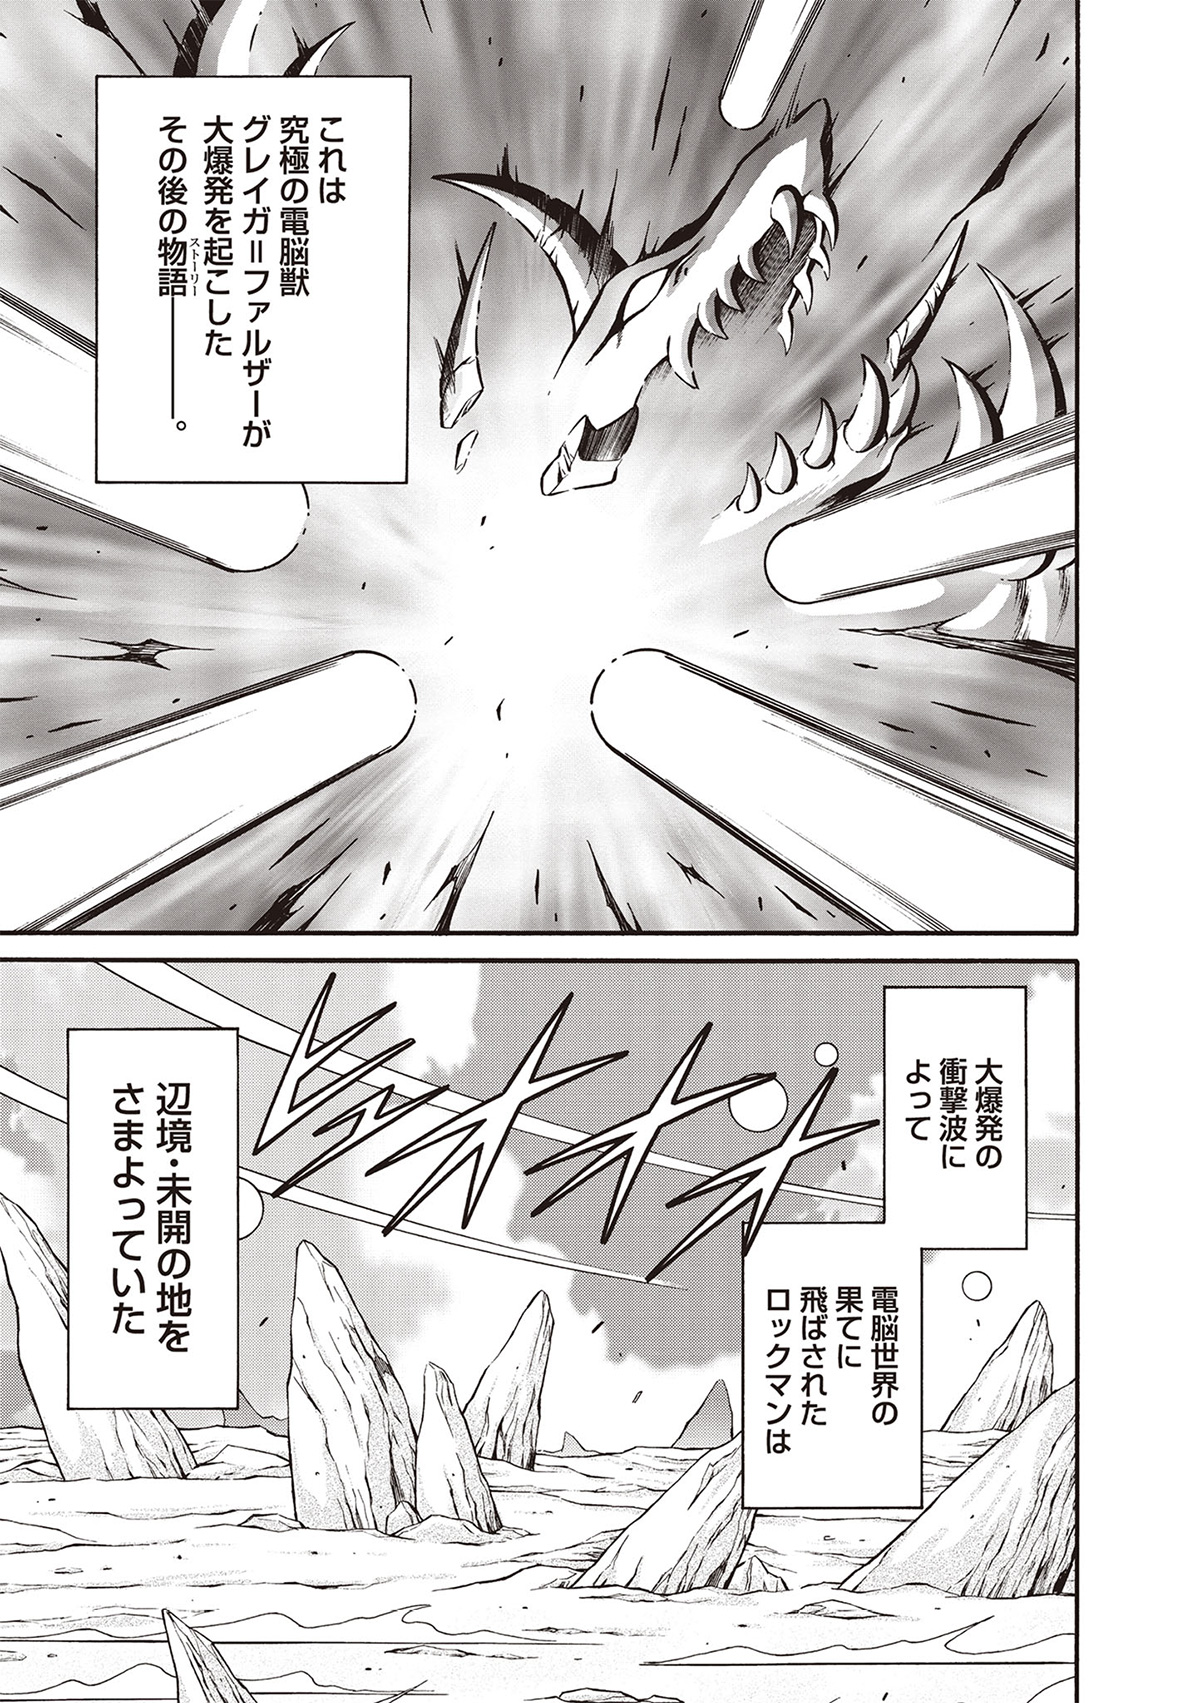 これは
究極の電脳獣
グレイガ＝ファルザーが
大爆発を起こした
その後の物語――――。
ストーリー
大爆発の
衝撃波に
よって
電脳世界の
果てに
飛ばされた
ロックマンは
ビュオオオ
辺境・未開の地を
さまよっていた